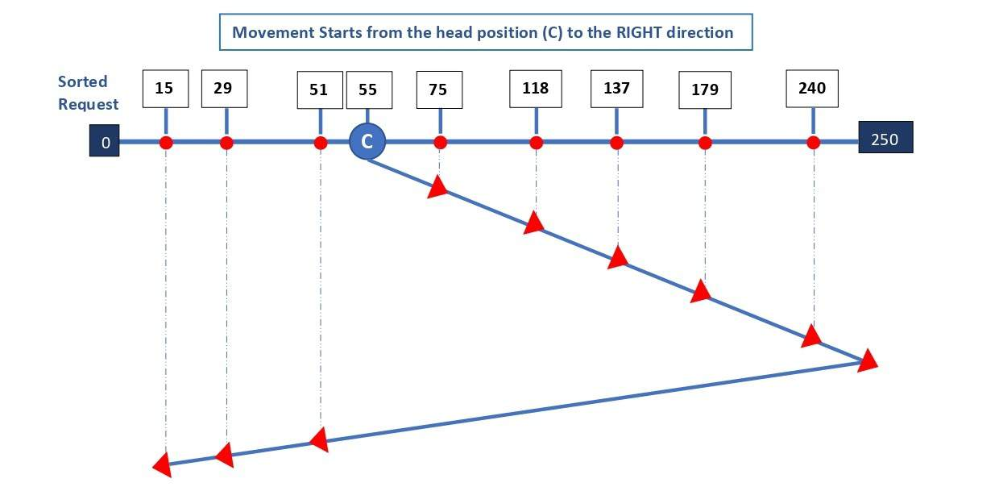 Movement Starts from the head position (C) to the RIGHT direction
Sorted
Request
15 29 51 55 75 118 137 179 240
0 C 250